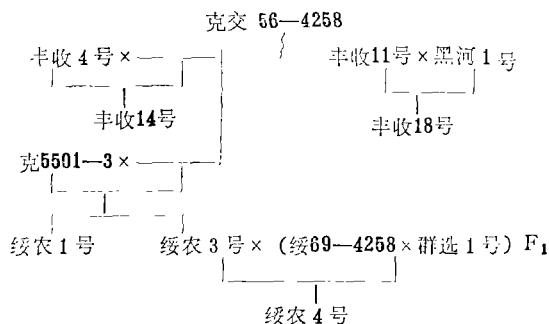 克交 56—4258
丰收4号× 丰收11号×黑河1号
丰收14号 丰收18号
克5501—3×
绥农1号 绥农3号×(绥69—4258×群选1号)F₁
绥农4号